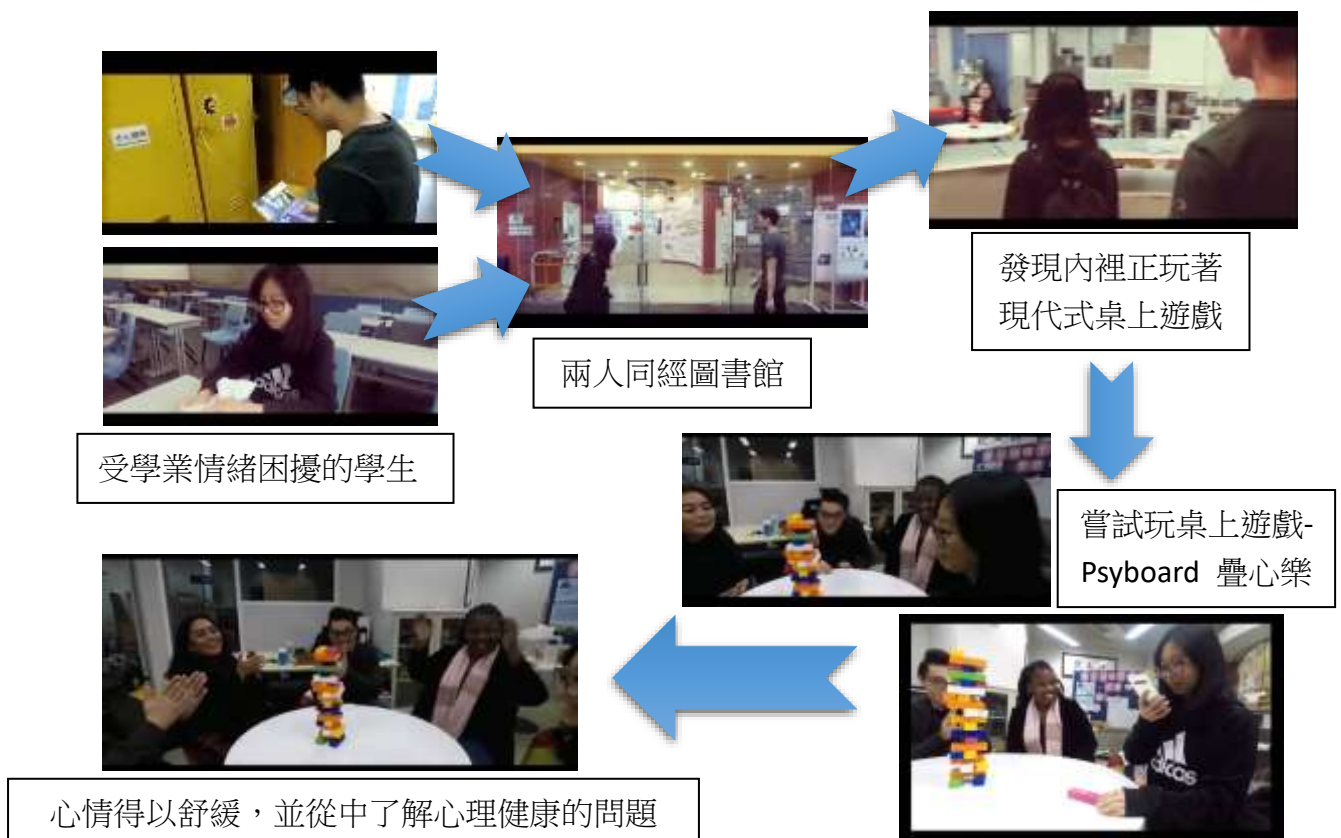 受學業情緒困擾的學生
兩人同經圖書館
發現內裡正玩著
現代式桌上遊戲
嘗試玩桌上遊戲-
Psyboard 疊心樂
adidas
心情得以舒緩，並從中了解心理健康的問題